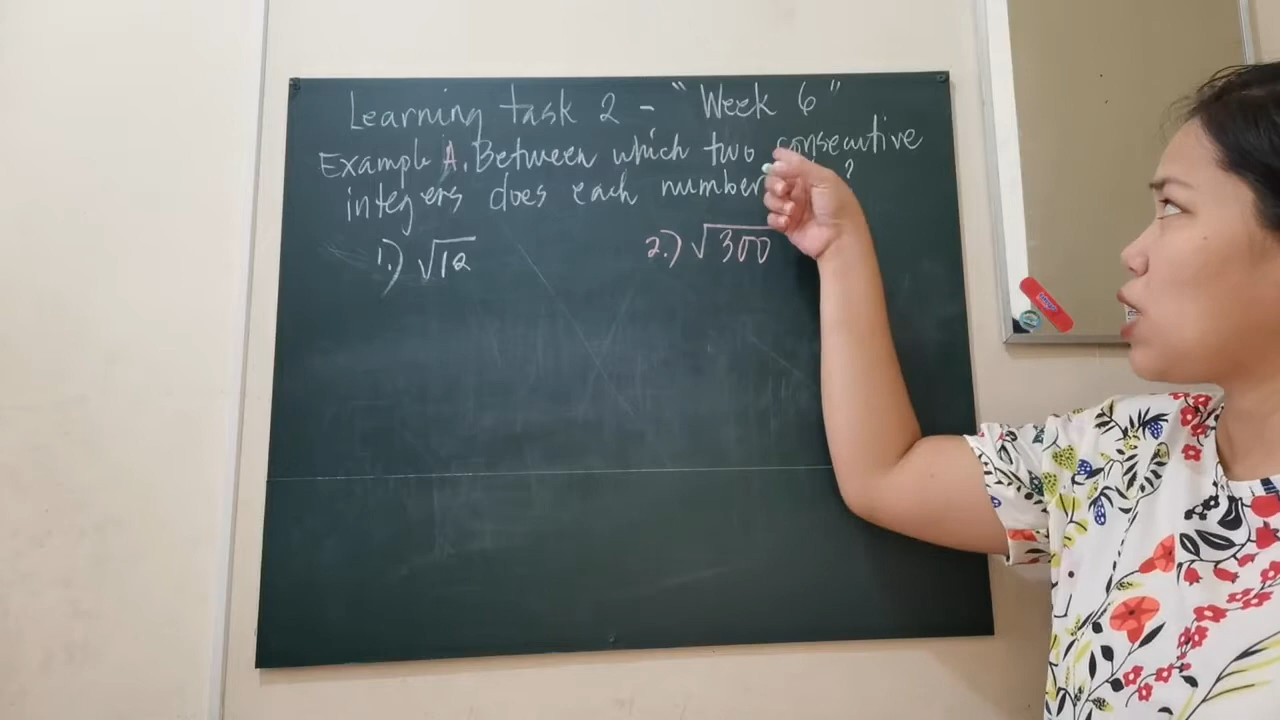 Learning task 2 - "Week 6"
Example A. Between which two consecutive
integers does each number ?
1.) √12
2.) √300